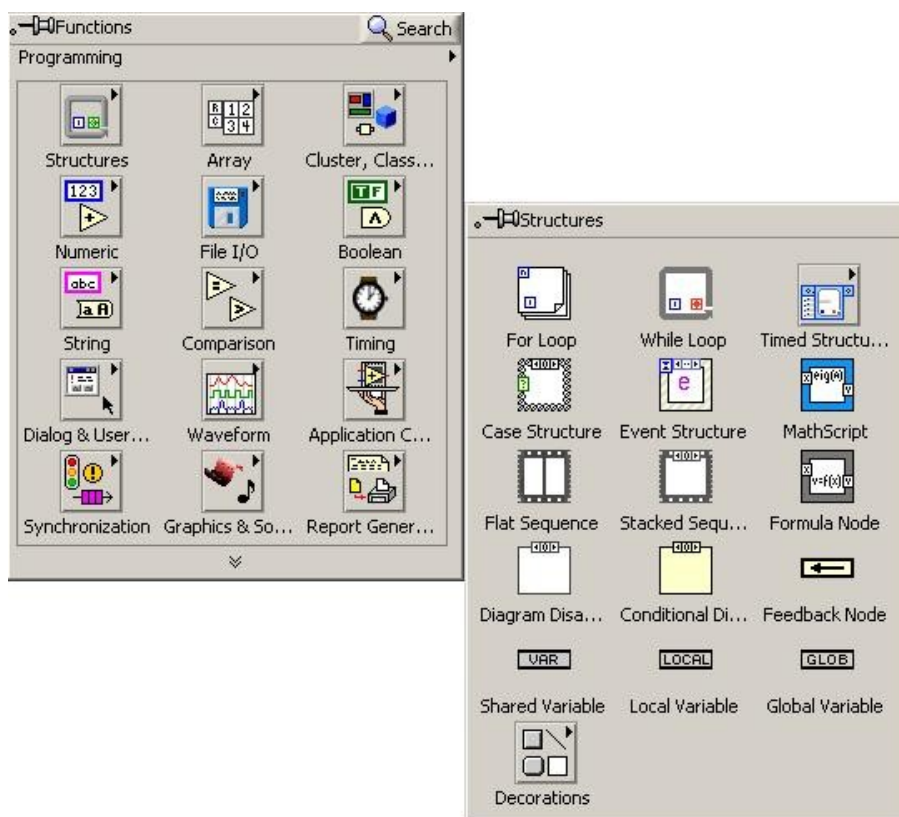 Functions
Search
Programming
Structures
Array
Cluster, Class...
Numeric
File I/O
Boolean
String
Comparison
Timing
Dialog & User...
Waveform
Application C...
Synchronization
Graphics & So...
Report Gener...
Structures
For Loop
While Loop
Timed Structu...
Case Structure
Event Structure
MathScript
Flat Sequence
Stacked Sequ...
Formula Node
Diagram Disa...
Conditional Di...
Feedback Node
VAR
LOCAL
GLOB
Shared Variable
Local Variable
Global Variable
Decorations